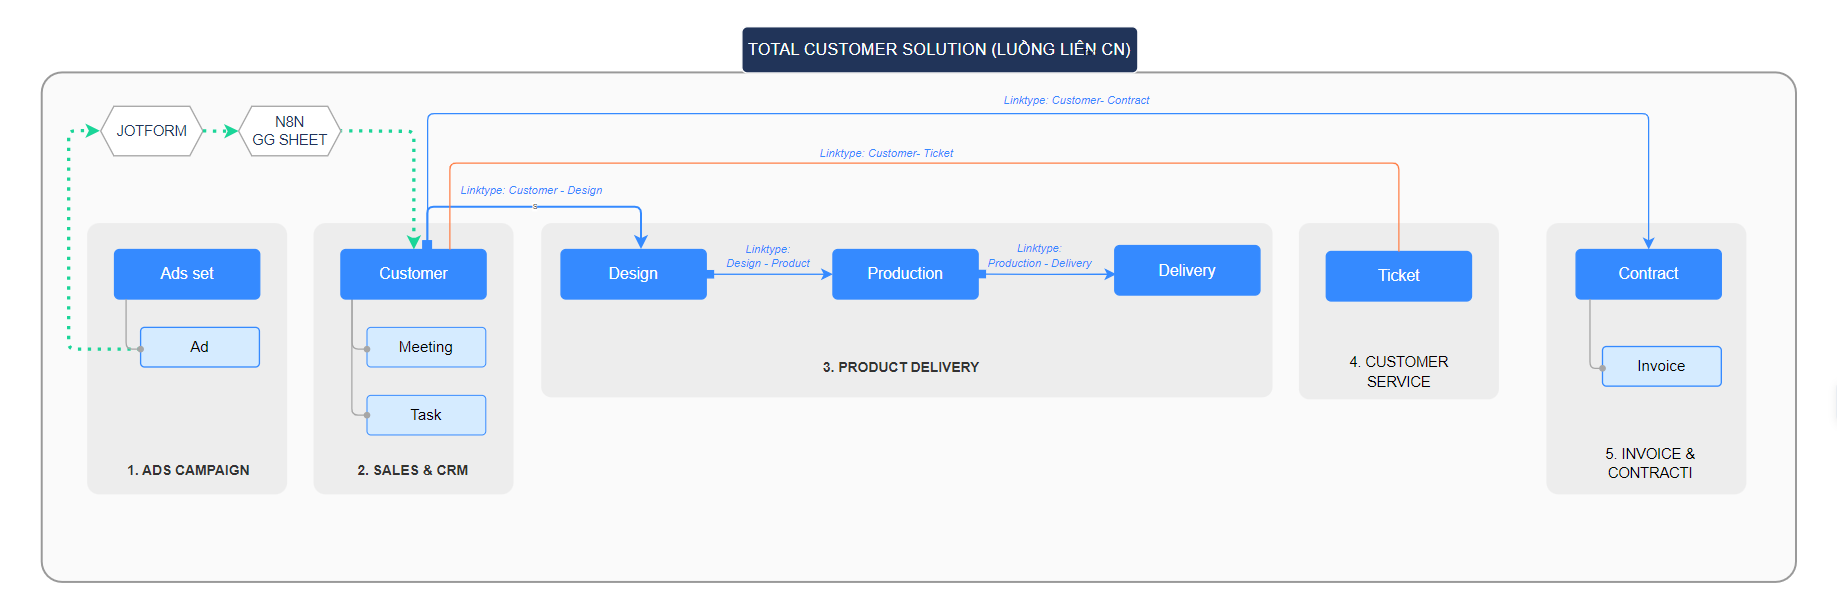 TOTAL CUSTOMER SOLUTION (LUỒNG LIÊN CN)
Linktype: Customer- Contract
JOTFORM
N8N
GG SHEET
Linktype: Customer- Ticket
Linktype: Customer - Design
s
Ads set
Customer
Design
Linktype:
Design - Product
Production
Linktype:
Production - Delivery
Delivery
Ticket
Contract
Ad
Meeting
Task
Invoice
1. ADS CAMPAIGN
2. SALES & CRM
3. PRODUCT DELIVERY
4. CUSTOMER
SERVICE
5. INVOICE &
CONTRACTI